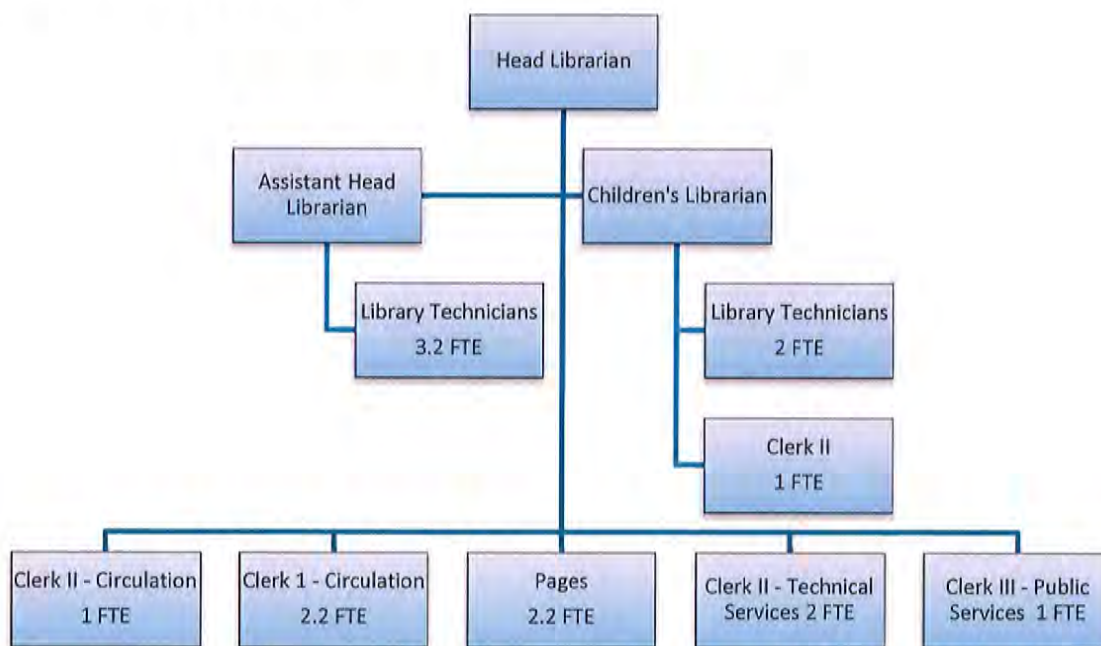 Head Librarian
Assistant Head
Librarian
Children's Librarian
Library Technicians
3.2 FTE
Library Technicians
2 FTE
Clerk II
1 FTE
Clerk II - Circulation
1 FTE
Clerk 1 - Circulation
2.2 FTE
Pages
2.2 FTE
Clerk II - Technical
Services 2 FTE
Clerk III - Public
Services 1 FTE